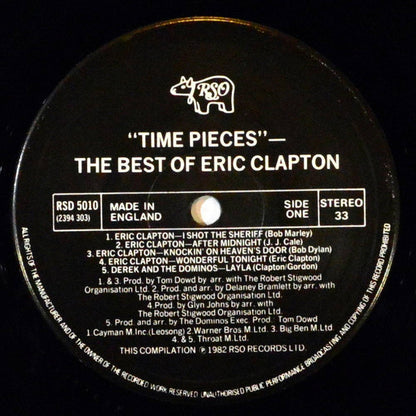 RSO
"TIME PIECES"—
THE BEST OF ERIC CLAPTON
RSD 5010
(2394 303)
MADE IN
ENGLAND
SIDE
ONE
STEREO
33
1. ERIC CLAPTON—I SHOT THE SHERIFF (Bob Marley)
2. ERIC CLAPTON—AFTER MIDNIGHT (J. J. Cale)
3. ERIC CLAPTON—KNOCKIN' ON HEAVEN'S DOOR (Bob Dylan)
4. ERIC CLAPTON—WONDERFUL TONIGHT (Eric Clapton)
5. DEREK AND THE DOMINOS—LAYLA (Clapton/Gordon)
1. & 3. Prod. by Tom Dowd by arr. with The Robert Stigwood
Organisation Ltd. 2. Prod. and arr. by Delaney Bramlett by arr. with
The Robert Stigwood Organisation Ltd.
4. Prod. by Glyn Johns by arr. with
The Robert Stigwood Organisation Ltd.
5. Prod. and arr. by The Dominos Exec. Prod.: Tom Dowd
1. Cayman M.Inc.(Leosong) 2. Warner Bros M.Ltd 3. Big Ben M.Ltd
4. & 5. Throat M.Ltd.
THIS COMPILATION ℗ 1982 RSO RECORDS LTD.
ALL RIGHTS OF THE MANUFACTURER AND OF THE OWNER OF THE RECORDED WORK RESERVED. UNAUTHORISED PUBLIC PERFORMANCE BROADCASTING AND COPYING OF THIS RECORD PROHIBITED